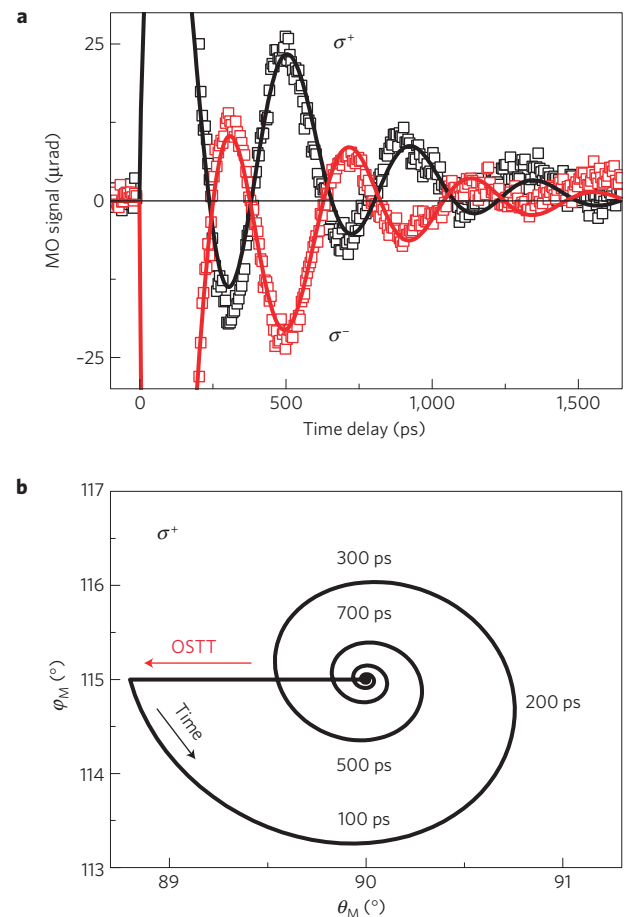 a
25
σ+
MO signal (μrad)
0
σ−
-25
0 500 1,000 1,500
Time delay (ps)
b
117
σ+
116
300 ps
700 ps
OSTT
φM (°)
115
200 ps
Time
114
500 ps
100 ps
113
89 90 91
θM (°)